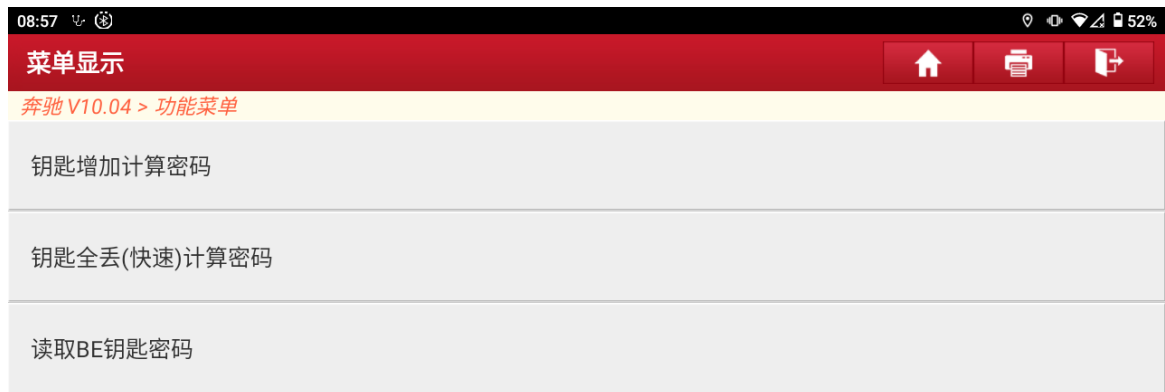 08:57 52%
菜单显示
奔驰 V10.04 > 功能菜单
钥匙增加计算密码
钥匙全丢(快速)计算密码
读取BE钥匙密码